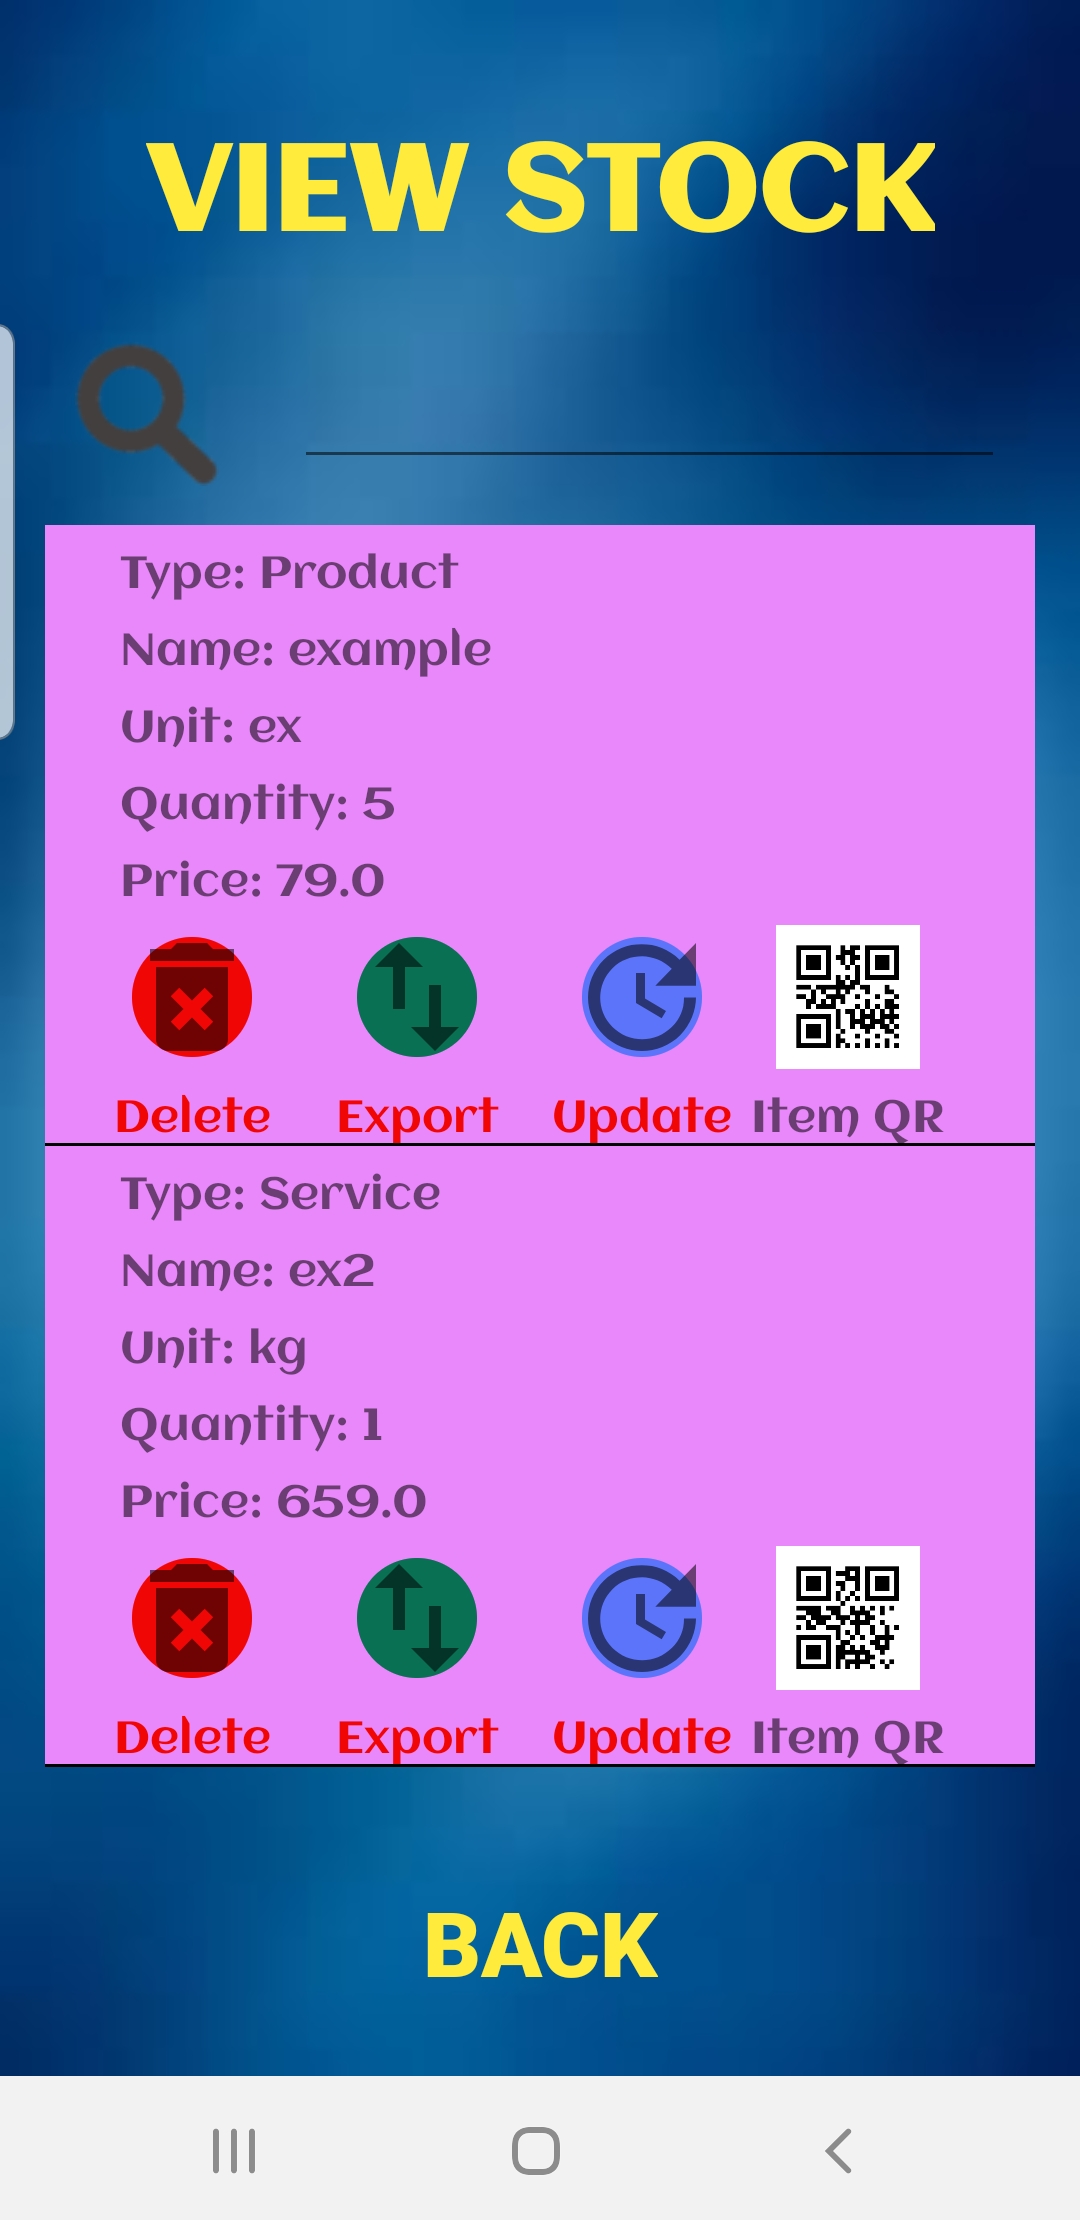 VIEW STOCK
Type: Product
Name: example
Unit: ex
Quantity: 5
Price: 79.0
Delete Export Update Item QR
Type: Service
Name: ex2
Unit: kg
Quantity: 1
Price: 659.0
Delete Export Update Item QR
BACK